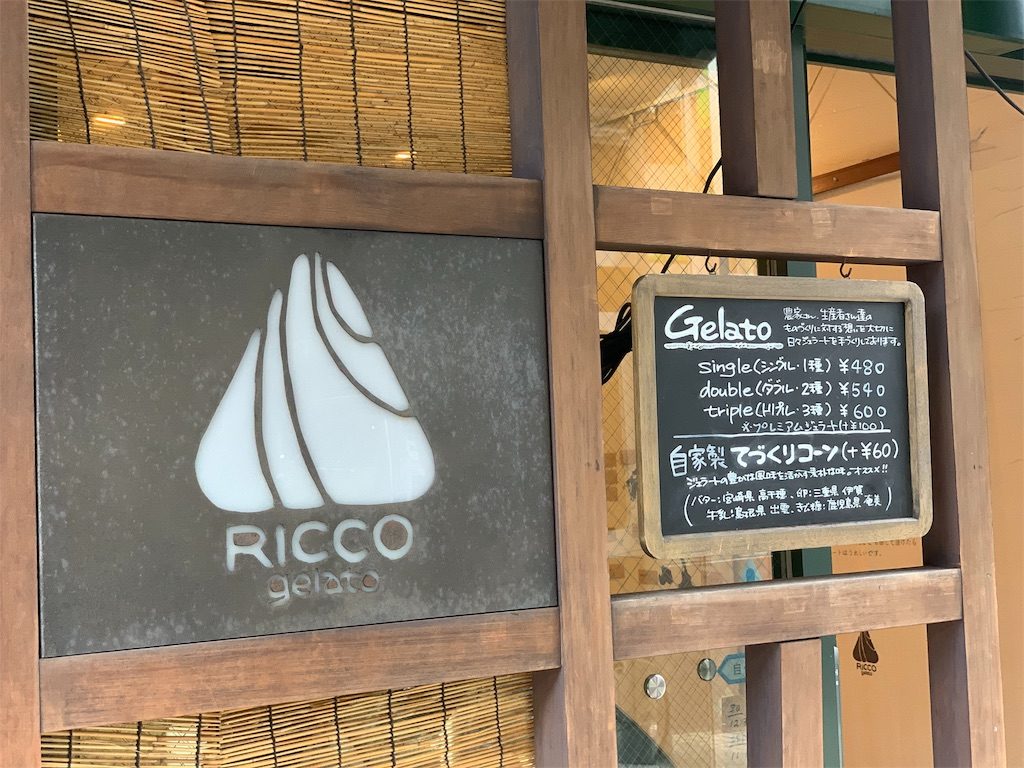 RICCO
gelato
Gelato
農家さん、生産者さん達の
ものづくりに対する想いを大切に
日々ジェラートを手づくりしております。
single(シングル・1種) ¥480
double(ダブル・2種) ¥540
triple(トリプル・3種) ¥600
※プレミアムジェラート(+¥100)
自家製 てづくりコーン(+¥60)
ジェラートの豊かな風味を活かす素朴な味。オススメ!!
(バター:宮崎県 高千穂、卵:三重県 伊賀
牛乳:島根県 出雲、きび糖:鹿児島県 奄美)
RICCO
gelato